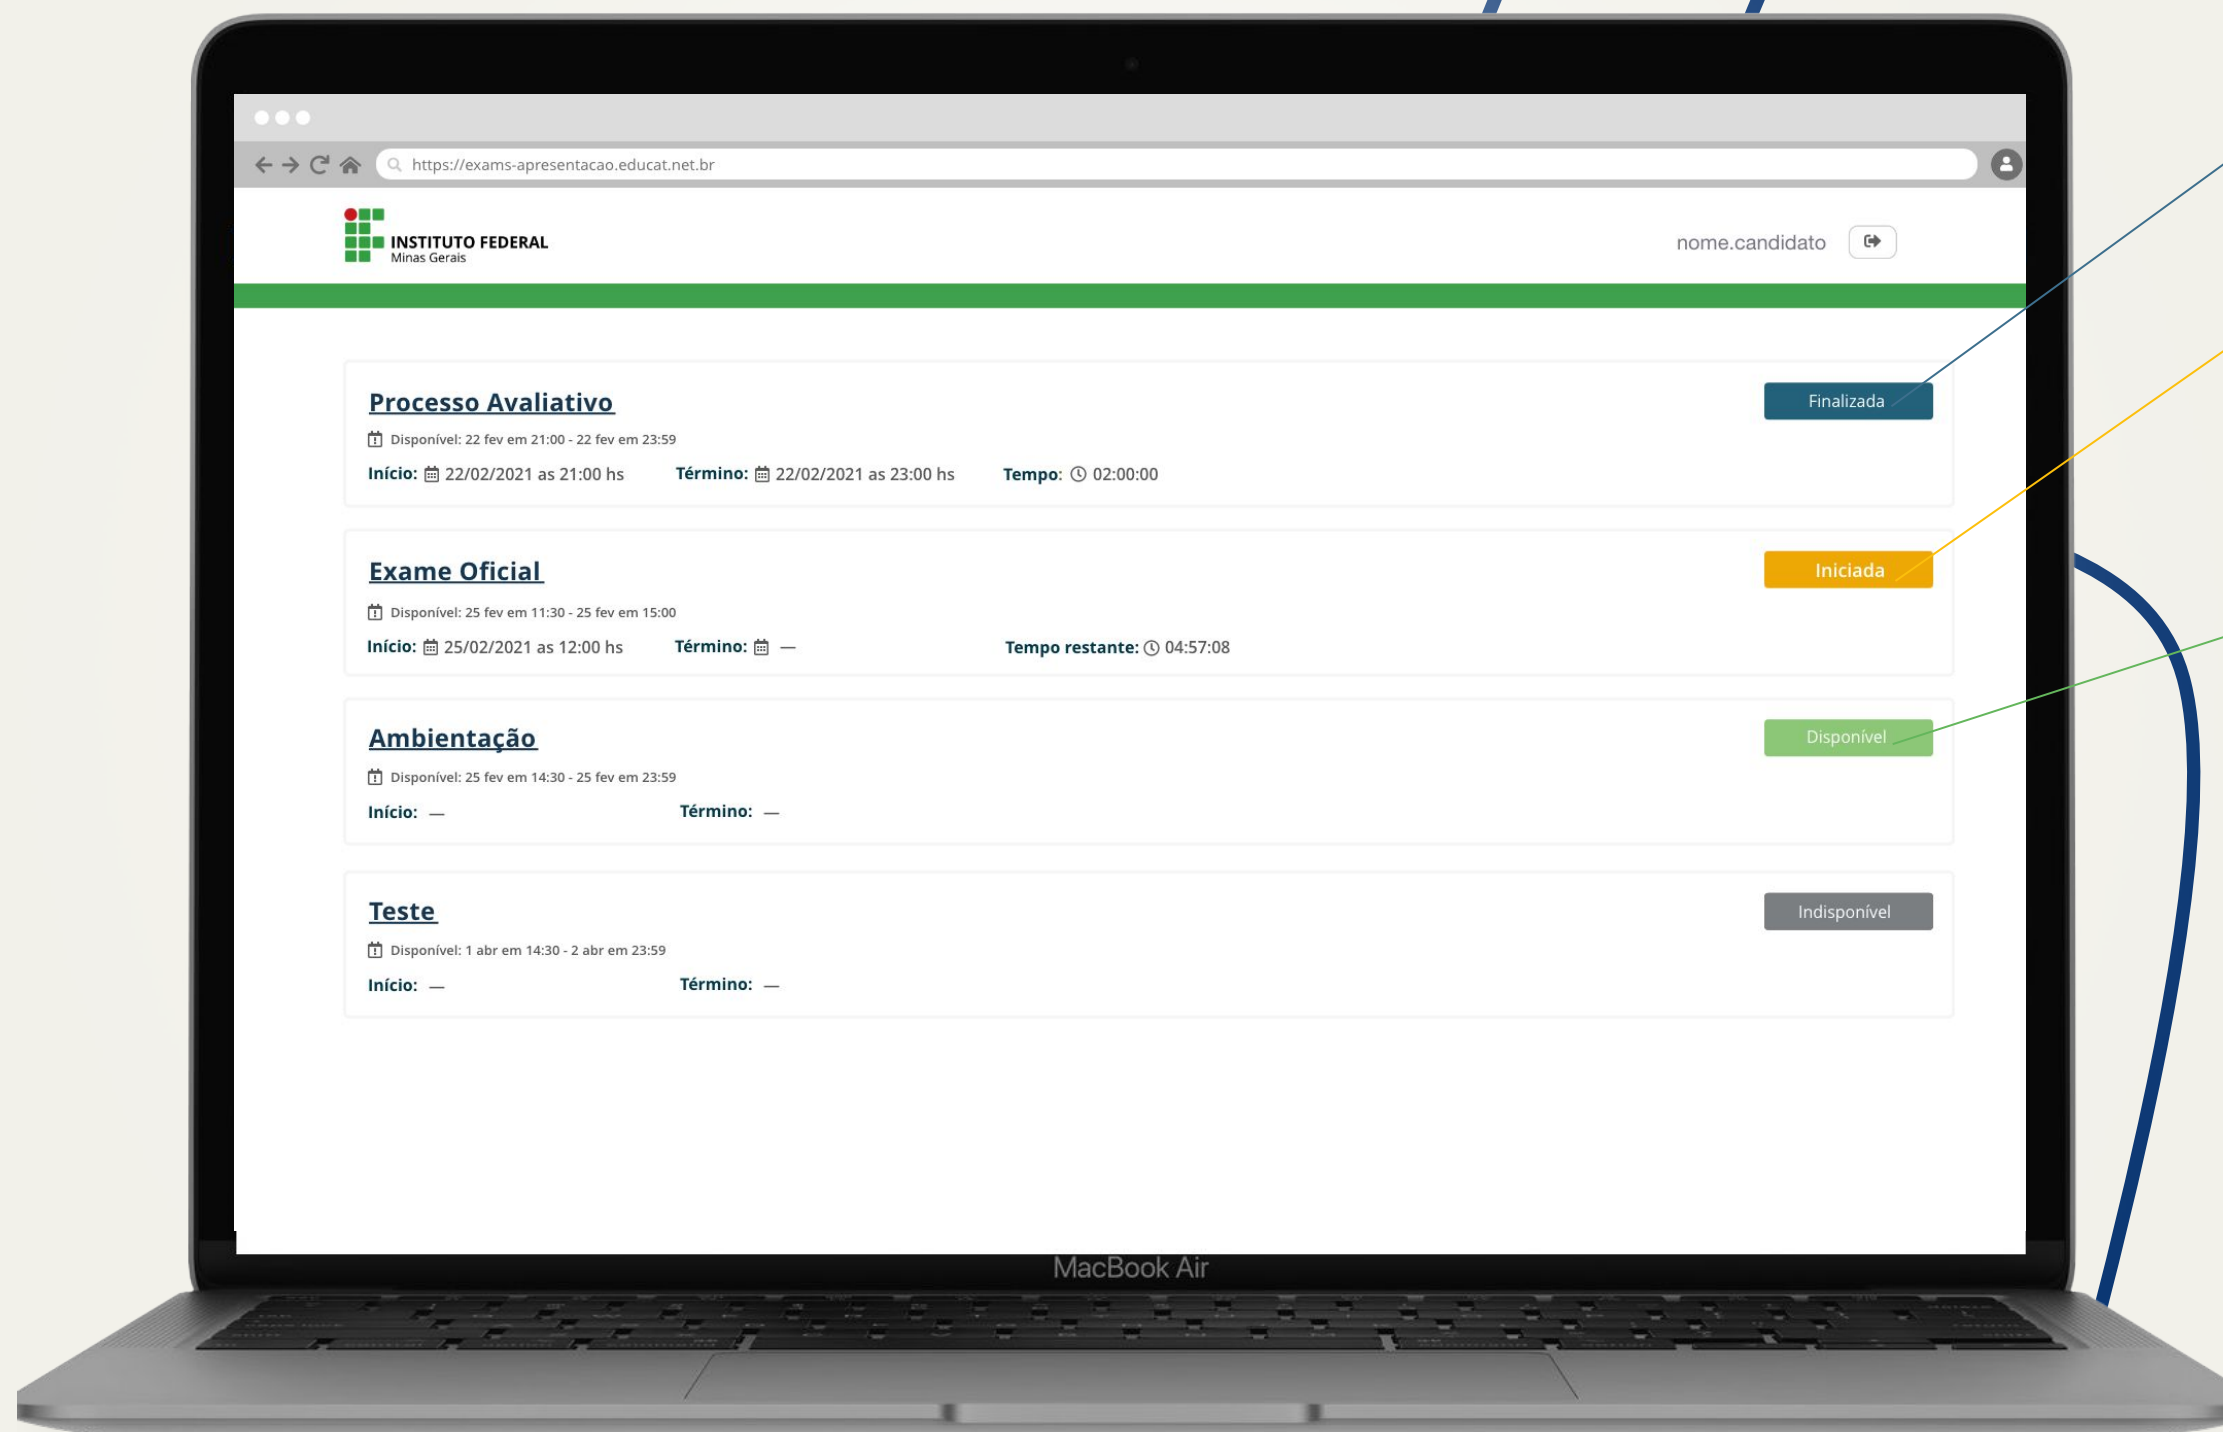 https://exams-apresentacao.educat.net.br
INSTITUTO FEDERAL
Minas Gerais
nome.candidato
Processo Avaliativo
Finalizada
Disponível: 22 fev em 21:00 - 22 fev em 23:59
Início: 22/02/2021 as 21:00 hs Término: 22/02/2021 as 23:00 hs Tempo: 02:00:00
Exame Oficial
Iniciada
Disponível: 25 fev em 11:30 - 25 fev em 15:00
Início: 25/02/2021 as 12:00 hs Término: — Tempo restante: 04:57:08
Ambientação
Disponível
Disponível: 25 fev em 14:30 - 25 fev em 23:59
Início: — Término: —
Teste
Indisponível
Disponível: 1 abr em 14:30 - 2 abr em 23:59
Início: — Término: —
MacBook Air